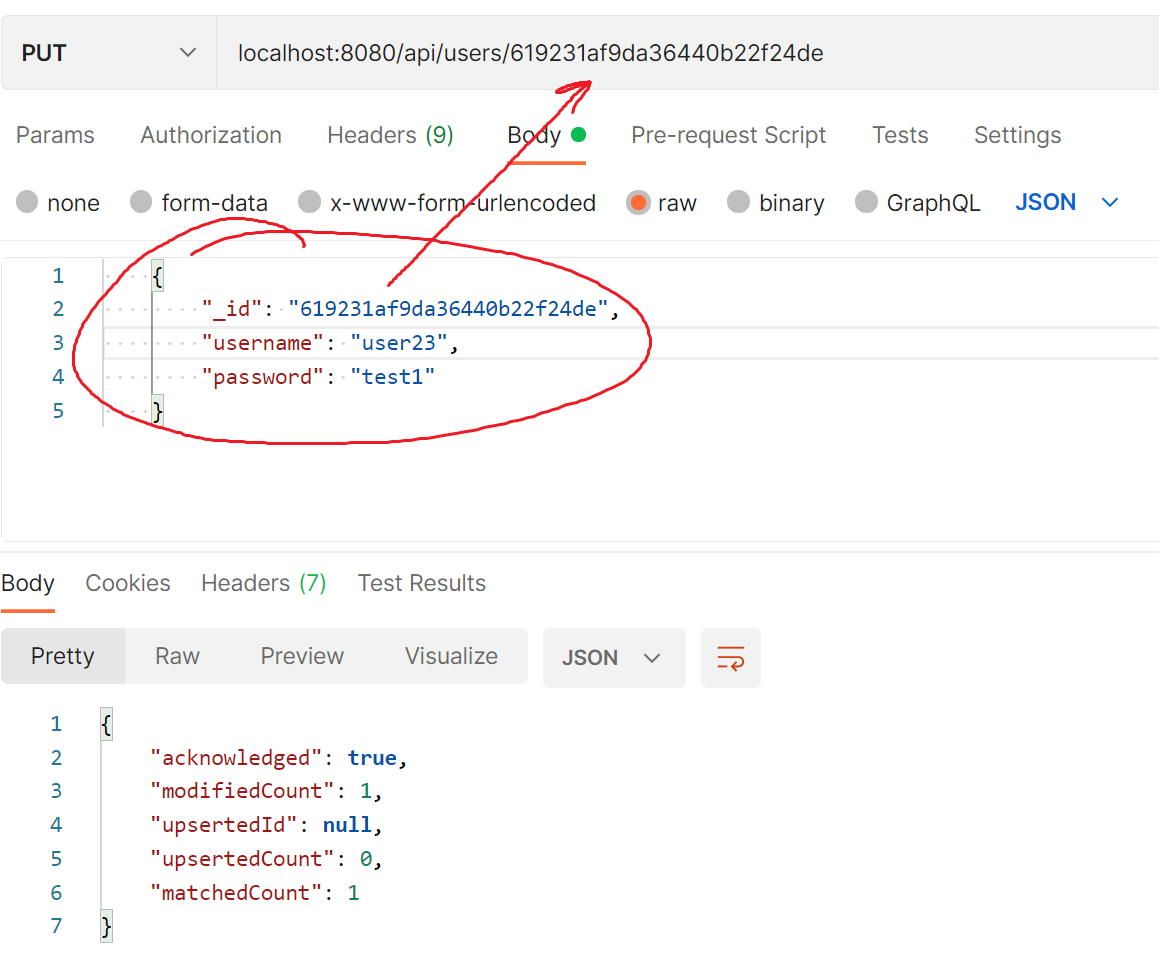 PUT localhost:8080/api/users/619231af9da36440b22f24de
Params Authorization Headers (9) Body Pre-request Script Tests Settings
none form-data x-www-form-urlencoded raw binary GraphQL JSON
1 {
2 "_id": "619231af9da36440b22f24de",
3 "username": "user23",
4 "password": "test1"
5 }
Body Cookies Headers (7) Test Results
Pretty Raw Preview Visualize JSON
1 {
2 "acknowledged": true,
3 "modifiedCount": 1,
4 "upsertedId": null,
5 "upsertedCount": 0,
6 "matchedCount": 1
7 }